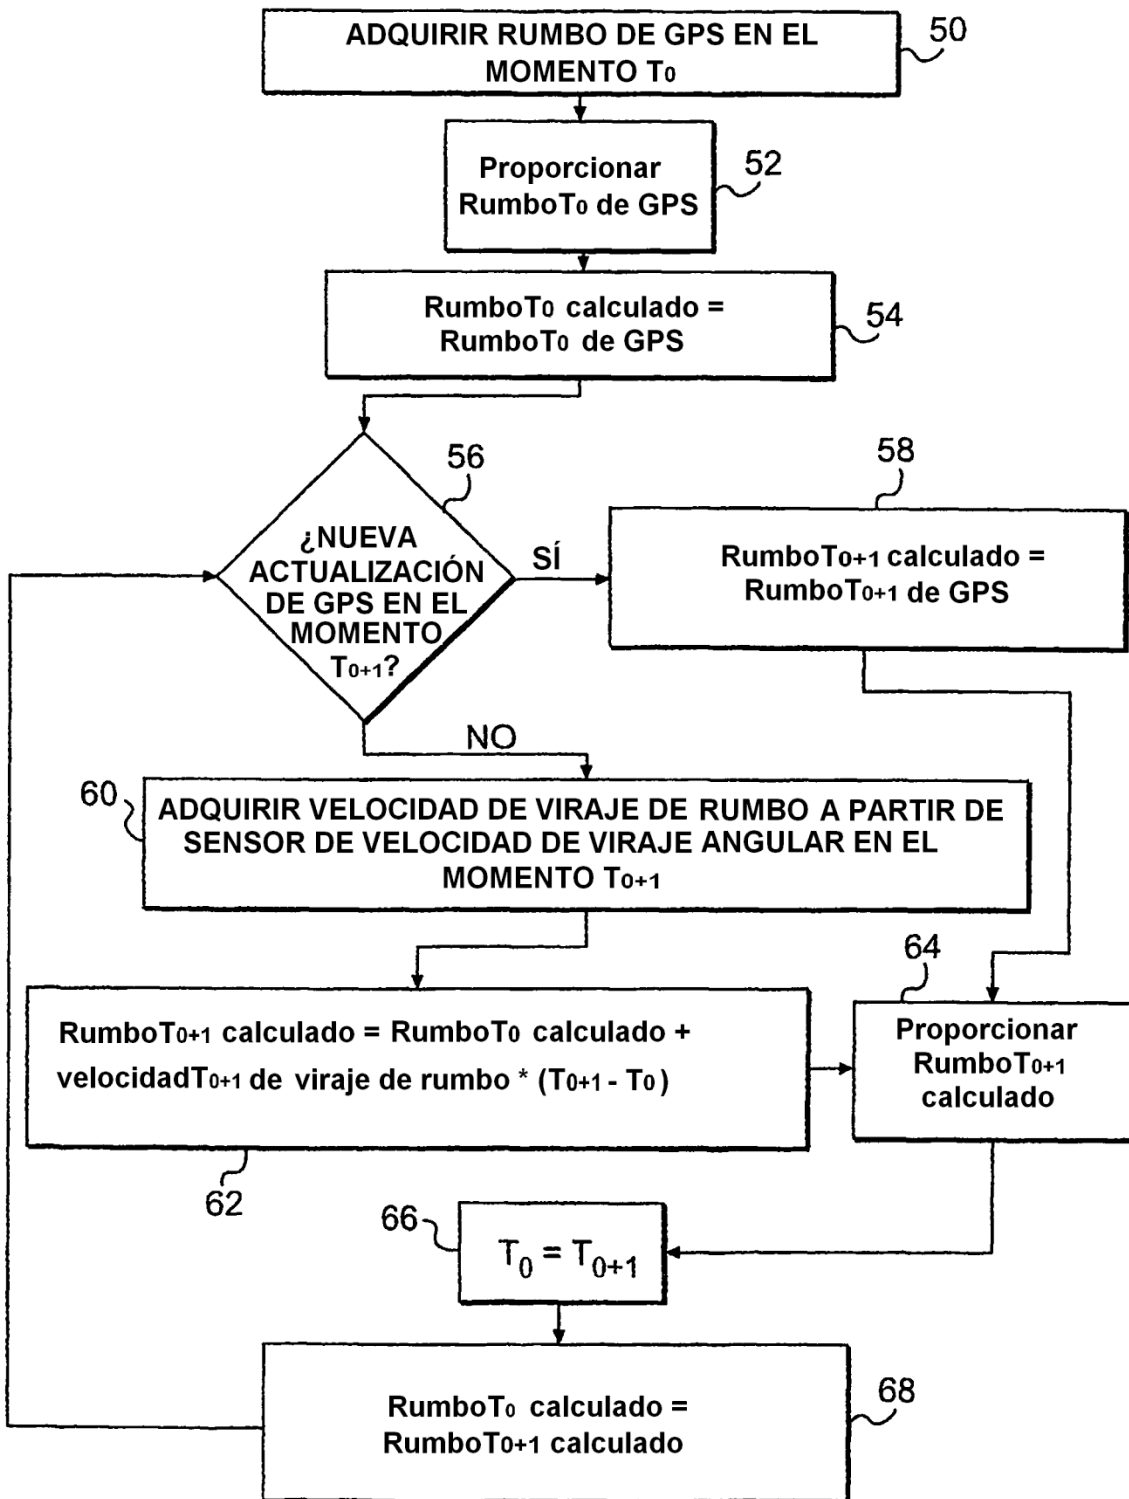 ADQUIRIR RUMBO DE GPS EN EL
MOMENTO T0
50
Proporcionar
RumboT0 de GPS
52
RumboT0 calculado =
RumboT0 de GPS
54
56
¿NUEVA
ACTUALIZACIÓN
DE GPS EN EL
MOMENTO
T0+1?
SÍ
58
RumboT0+1 calculado =
RumboT0+1 de GPS
NO
60
ADQUIRIR VELOCIDAD DE VIRAJE DE RUMBO A PARTIR DE
SENSOR DE VELOCIDAD DE VIRAJE ANGULAR EN EL
MOMENTO T0+1
RumboT0+1 calculado = RumboT0 calculado +
velocidadT0+1 de viraje de rumbo * (T0+1 - T0)
62
64
Proporcionar
RumboT0+1
calculado
66
T0 = T0+1
RumboT0 calculado =
RumboT0+1 calculado
68